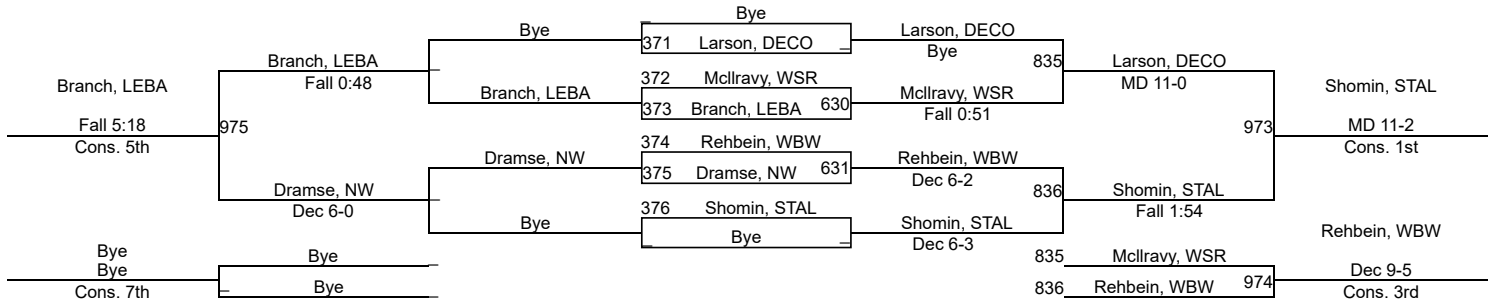 Bye
Bye
371 Larson, DECO
Larson, DECO
Bye
Branch, LEBA
Fall 0:48
835
Larson, DECO
MD 11-0
Branch, LEBA
372 McIlravy, WSR
Shomin, STAL
Branch, LEBA
373 Branch, LEBA 630
McIlravy, WSR
Fall 0:51
Fall 5:18
Cons. 5th
975
973
MD 11-2
Cons. 1st
374 Rehbein, WBW
Dramse, NW
375 Dramse, NW 631
Rehbein, WBW
Dec 6-2
Dramse, NW
Dec 6-0
836
Shomin, STAL
Fall 1:54
376 Shomin, STAL
Bye
Bye
Shomin, STAL
Dec 6-3
Rehbein, WBW
Bye
Bye
Cons. 7th
Bye
Bye
835 McIlravy, WSR
836 Rehbein, WBW 974
Dec 9-5
Cons. 3rd